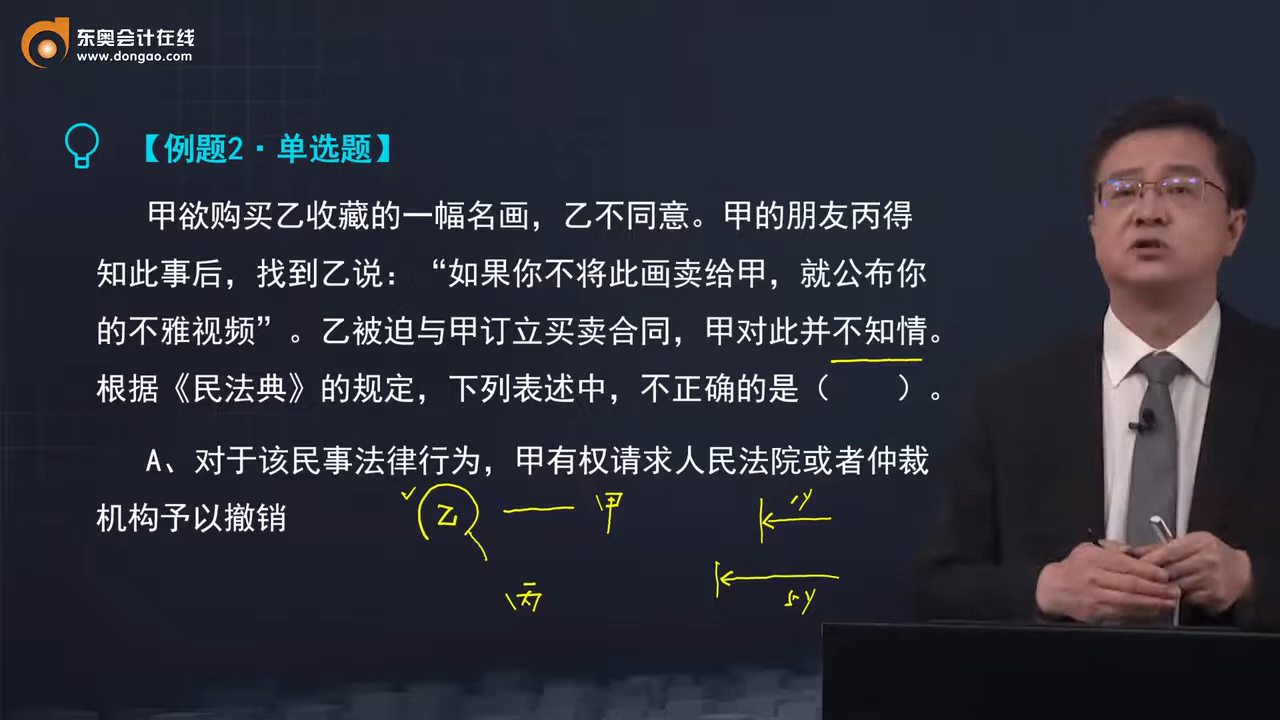 东奥会计在线
www.dongao.com
【例题2·单选题】
甲欲购买乙收藏的一幅名画，乙不同意。甲的朋友丙得
知此事后，找到乙说：“如果你不将此画卖给甲，就公布你
的不雅视频”。乙被迫与甲订立买卖合同，甲对此并不知情。
根据《民法典》的规定，下列表述中，不正确的是（　　）。
A、对于该民事法律行为，甲有权请求人民法院或者仲裁
机构予以撤销
乙 甲 1y
丙 5y